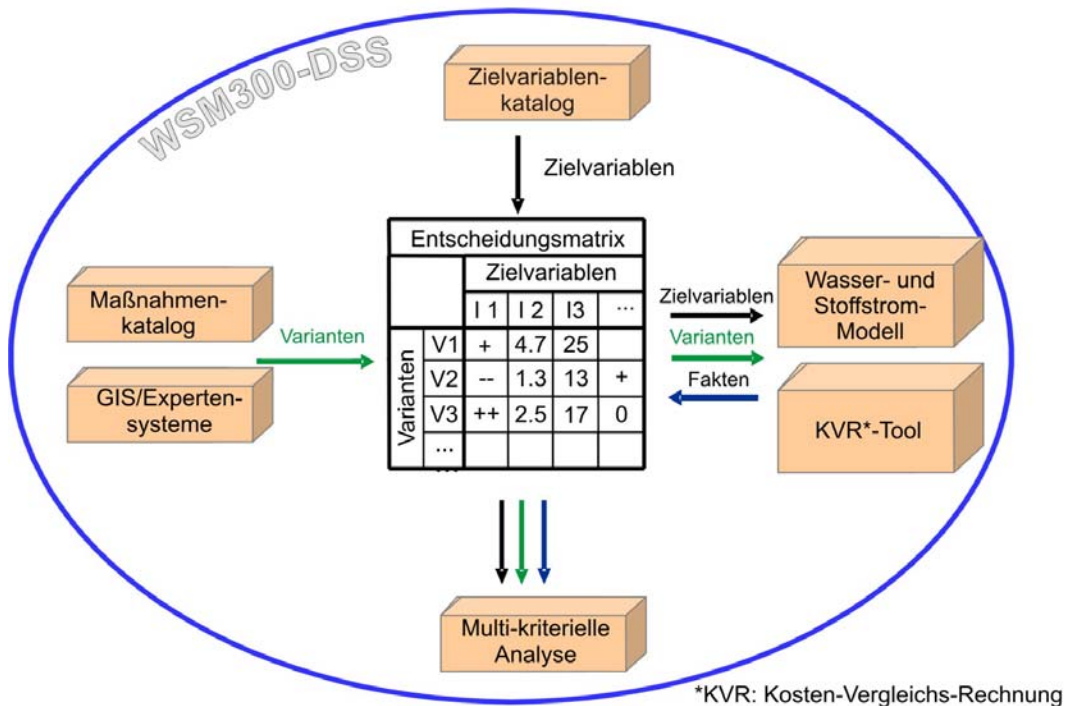 WSM300-DSS
Zielvariablen-
katalog
Zielvariablen
Entscheidungsmatrix
Zielvariablen
I 1 I 2 I3 ...
Varianten
V1 + 4.7 25
V2 -- 1.3 13 +
V3 ++ 2.5 17 0
...
...
Maßnahmen-
katalog
Varianten
GIS/Experten-
systeme
Zielvariablen
Varianten
Fakten
Wasser- und
Stoffstrom-
Modell
KVR*-Tool
Multi-kriterielle
Analyse
*KVR: Kosten-Vergleichs-Rechnung